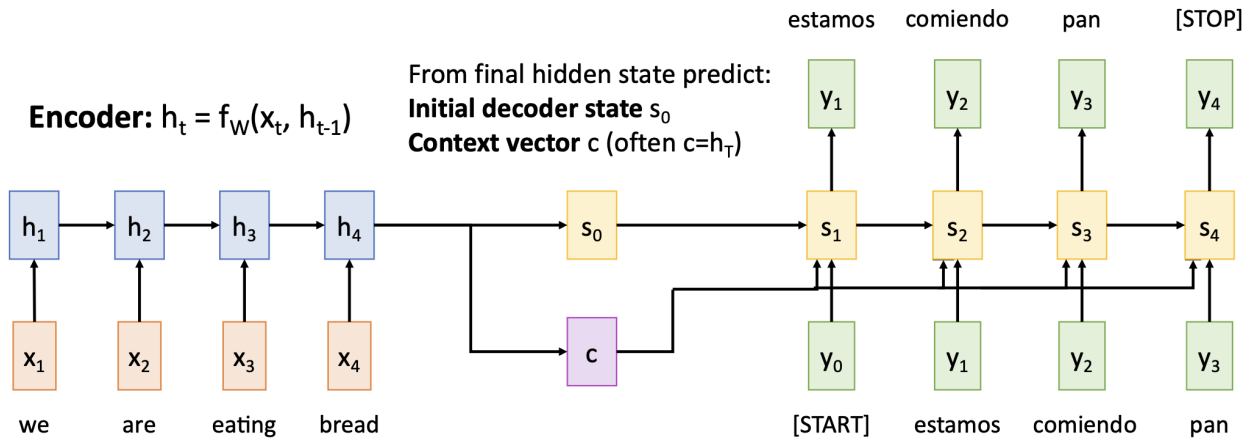 estamos comiendo pan [STOP]
From final hidden state predict:
Initial decoder state s₀
Context vector c (often c=h_T)
Encoder: hₜ = f_W(xₜ, hₜ₋₁)
y₁ y₂ y₃ y₄
h₁ h₂ h₃ h₄ s₀ s₁ s₂ s₃ s₄
x₁ x₂ x₃ x₄ c y₀ y₁ y₂ y₃
we are eating bread [START] estamos comiendo pan